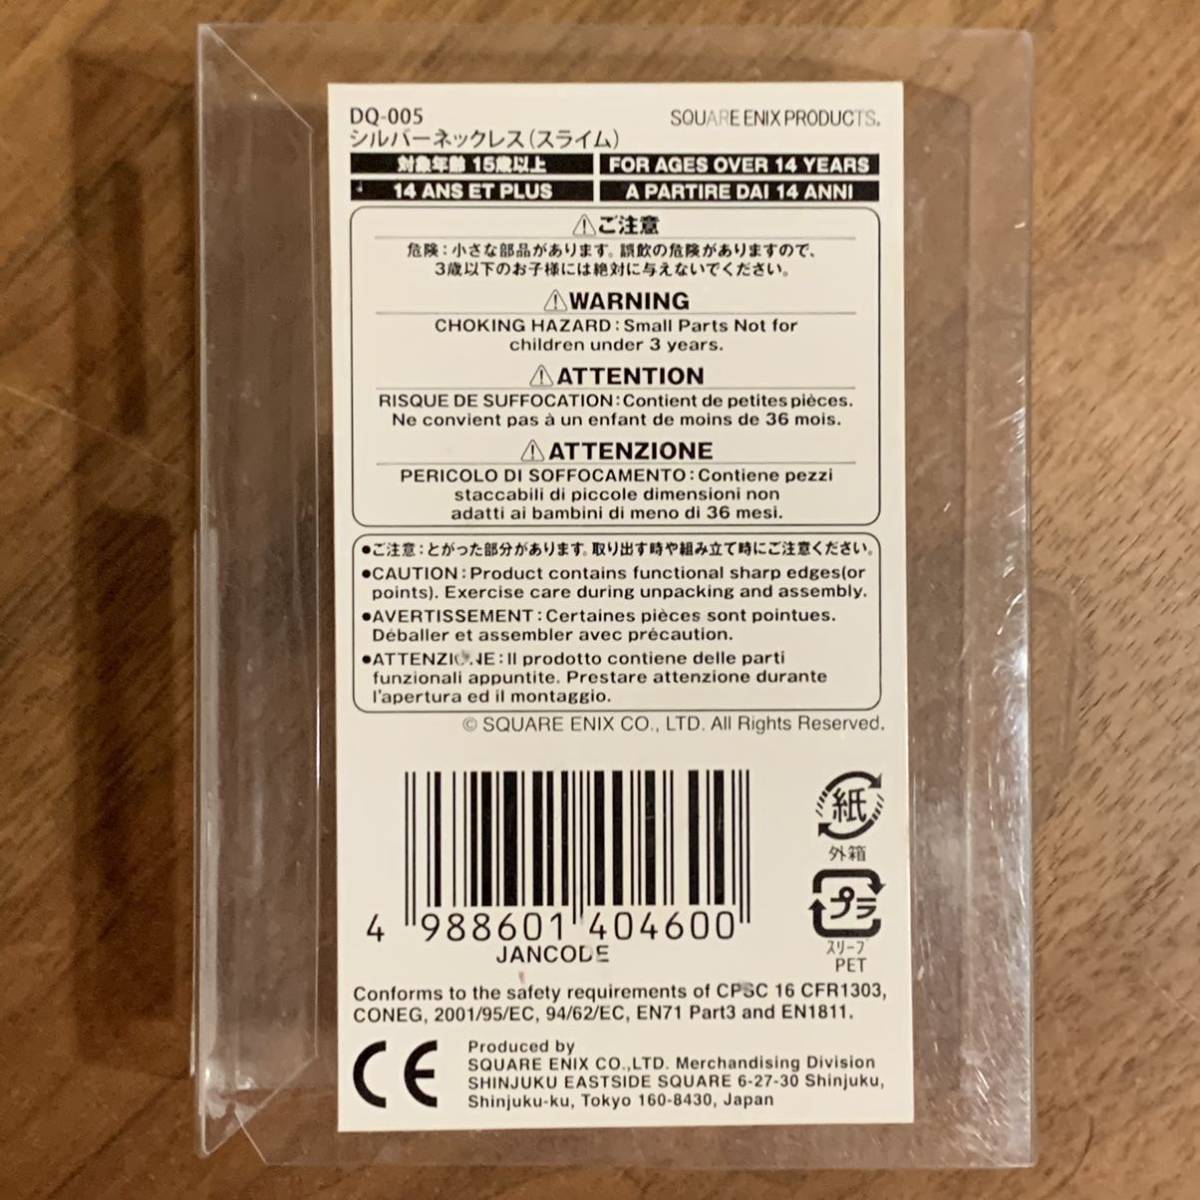 DQ-005
SQUARE ENIX PRODUCTS.
シルバーネックレス(スライム)
対象年齢 15歳以上
FOR AGES OVER 14 YEARS
14 ANS ET PLUS
A PARTIRE DAI 14 ANNI
⚠ご注意
危険:小さな部品があります。誤飲の危険がありますので、
3歳以下のお子様には絶対に与えないでください。
⚠WARNING
CHOKING HAZARD:Small Parts Not for
children under 3 years.
⚠ATTENTION
RISQUE DE SUFFOCATION:Contient de petites pièces.
Ne convient pas à un enfant de moins de 36 mois.
⚠ATTENZIONE
PERICOLO DI SOFFOCAMENTO:Contiene pezzi
staccabili di piccole dimensioni non
adatti ai bambini di meno di 36 mesi.
●ご注意:とがった部分があります。取り出す時や組み立て時にご注意ください。
●CAUTION:Product contains functional sharp edges(or
points). Exercise care during unpacking and assembly.
●AVERTISSEMENT:Certaines pièces sont pointues.
Déballer et assembler avec précaution.
●ATTENZIONE:Il prodotto contiene delle parti
funzionali appuntite. Prestare attenzione durante
l'apertura ed il montaggio.
© SQUARE ENIX CO., LTD. All Rights Reserved.
紙
外箱
プラ
スリーブ
PET
4 988601 404600
JANCODE
Conforms to the safety requirements of CPSC 16 CFR1303,
CONEG, 2001/95/EC, 94/62/EC, EN71 Part3 and EN1811.
CE
Produced by
SQUARE ENIX CO.,LTD. Merchandising Division
SHINJUKU EASTSIDE SQUARE 6-27-30 Shinjuku,
Shinjuku-ku, Tokyo 160-8430, Japan